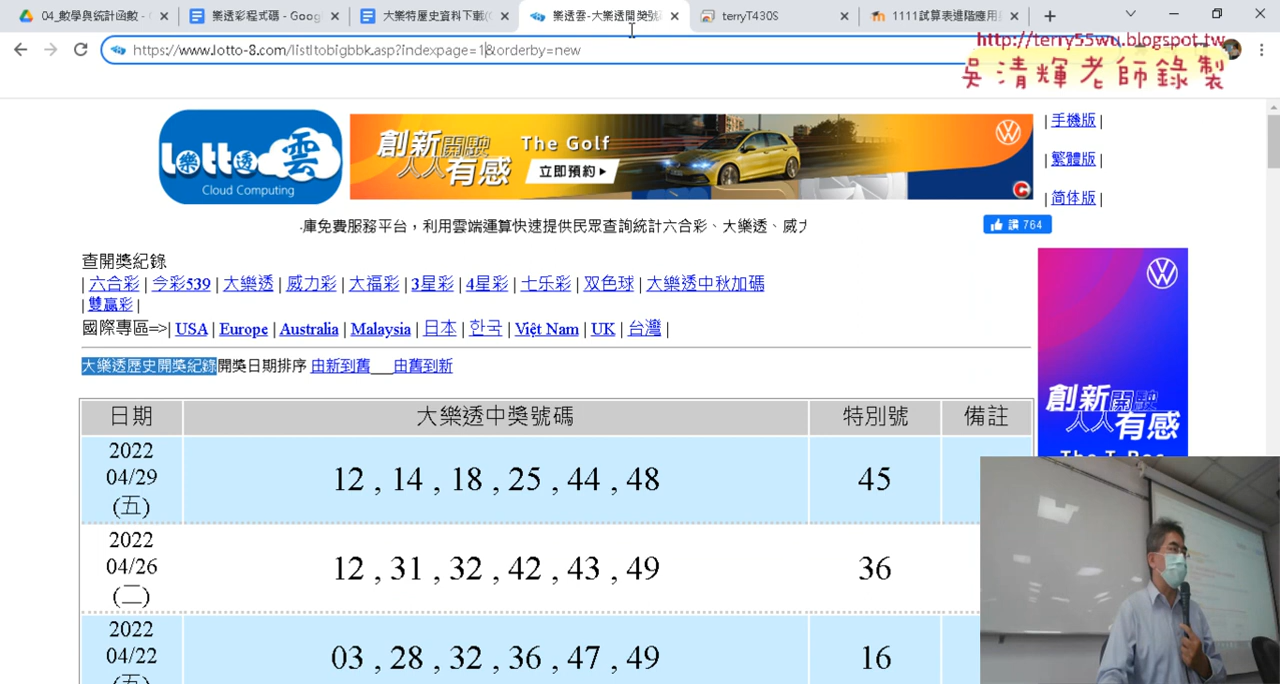 04_數學與統計函數 -
樂透彩程式碼 - Goog
大樂特歷史資料下載(
樂透雲-大樂透開獎號
terryT430S
1111試算表進階應用
https://www.lotto-8.com/listltobigbbk.asp?indexpage=1&orderby=new
http://terry55wu.blogspot.tw
吳清輝老師錄製
Lotto樂透雲
Cloud Computing
創新開駛
人人有感
The Golf
立即預約
| 手機版 |
| 繁體版 |
| 简体版 |
庫免費服務平台，利用雲端運算快速提供民眾查詢統計六合彩、大樂透、威力
讚 764
查開獎紀錄
| 六合彩 | 今彩539 | 大樂透 | 威力彩 | 大福彩 | 3星彩 | 4星彩 | 七乐彩 | 双色球 | 大樂透中秋加碼
| 雙贏彩 |
國際專區=>| USA | Europe | Australia | Malaysia | 日本 | 한국 | Việt Nam | UK | 台灣 |
大樂透歷史開獎紀錄開獎日期排序 由新到舊___由舊到新
日期 大樂透中獎號碼 特別號 備註
2022
04/29
(五)
12 , 14 , 18 , 25 , 44 , 48 45
2022
04/26
(二)
12 , 31 , 32 , 42 , 43 , 49 36
2022
04/22
03 , 28 , 32 , 36 , 47 , 49 16
創新開駛
人人有感